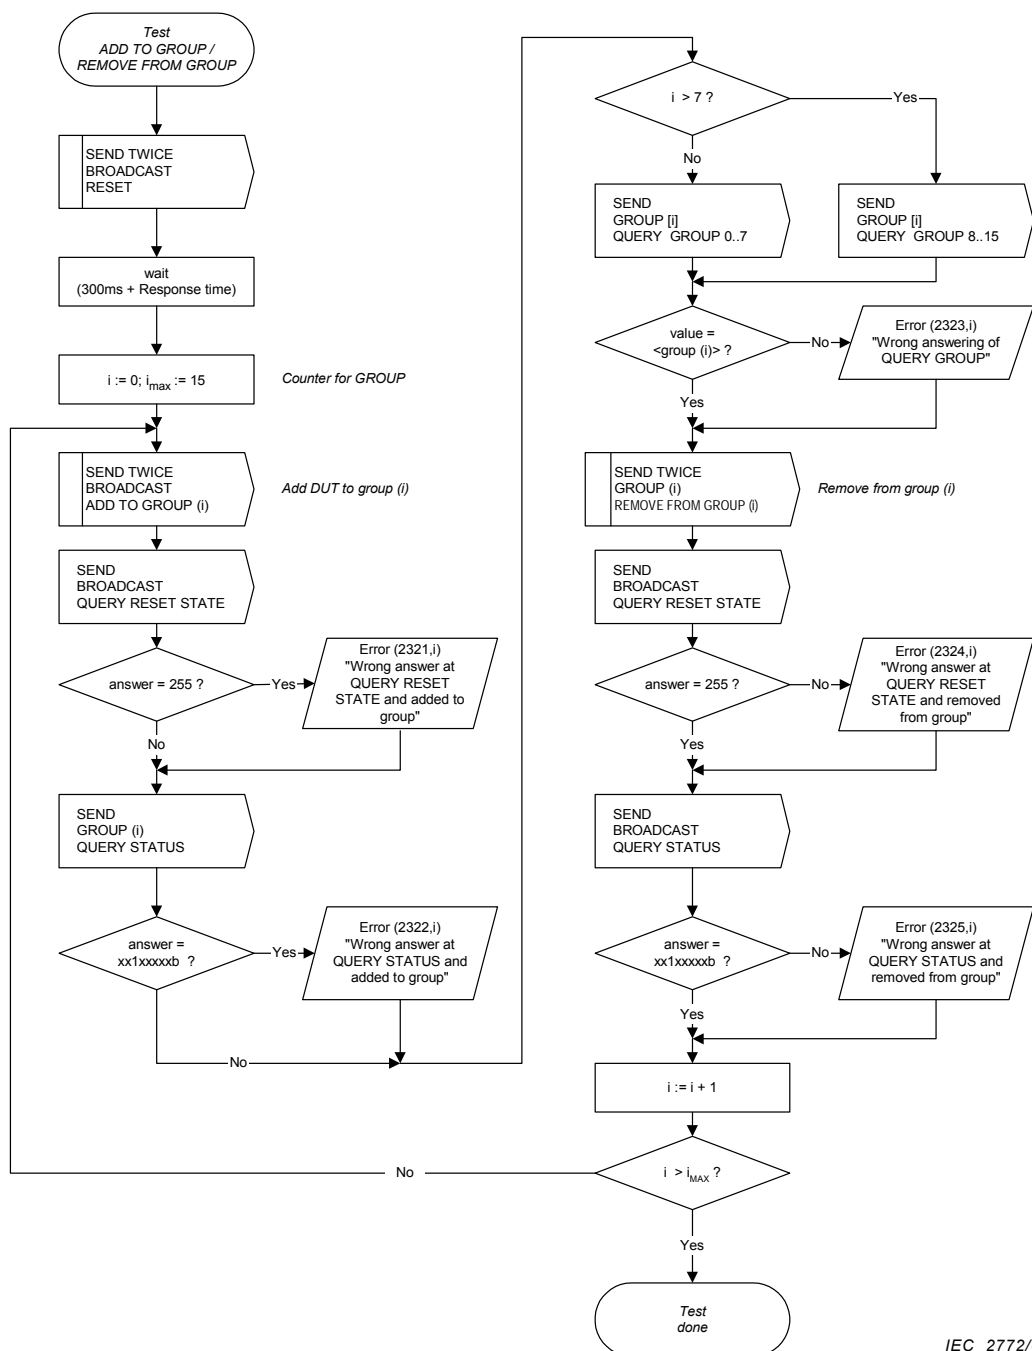 Test
ADD TO GROUP /
REMOVE FROM GROUP
SEND TWICE
BROADCAST
RESET
wait
(300ms + Response time)
i := 0; imax := 15
Counter for GROUP
SEND TWICE
BROADCAST
ADD TO GROUP (i)
Add DUT to group (i)
SEND
BROADCAST
QUERY RESET STATE
answer = 255 ?
Yes
Error (2321,i)
"Wrong answer at
QUERY RESET
STATE and added to
group"
No
SEND
GROUP (i)
QUERY STATUS
answer =
xx1xxxxxb ?
Yes
Error (2322,i)
"Wrong answer at
QUERY STATUS and
added to group"
No
i > 7 ?
Yes
No
SEND
GROUP [i]
QUERY GROUP 0..7
SEND
GROUP [i]
QUERY GROUP 8..15
value =
<group (i)> ?
No
Error (2323,i)
"Wrong answering of
QUERY GROUP"
Yes
SEND TWICE
GROUP (i)
REMOVE FROM GROUP (i)
Remove from group (i)
SEND
BROADCAST
QUERY RESET STATE
answer = 255 ?
No
Error (2324,i)
"Wrong answer at
QUERY RESET
STATE and removed
from group"
Yes
SEND
BROADCAST
QUERY STATUS
answer =
xx1xxxxxb ?
No
Error (2325,i)
"Wrong answer at
QUERY STATUS and
removed from group"
Yes
i := i + 1
i > iMAX ?
No
Yes
Test
done
IEC 2772/